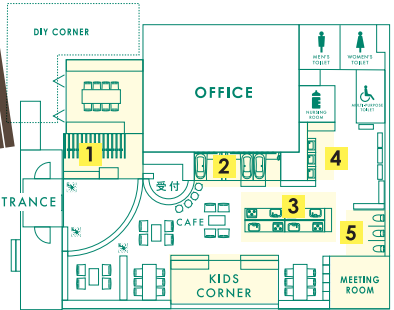 DIY CORNER
OFFICE
MEN'S
TOILET
WOMEN'S
TOILET
NURSING
ROOM
MULTI-PURPOSE
TOILET
1
2
4
受付
TRANCE
CAFE
3
5
KIDS
CORNER
MEETING
ROOM